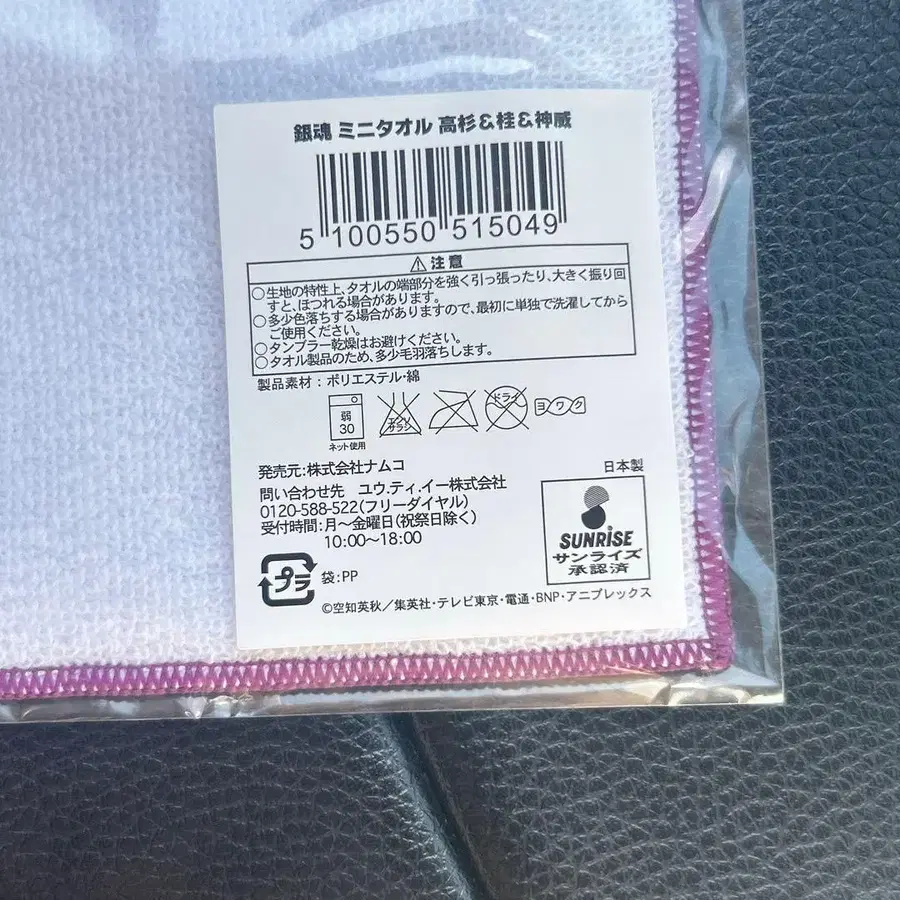 銀魂 ミニタオル 高杉&桂&神威
5 100550 515049
⚠注意
○生地の特性上、タオルの端部分を強く引っ張ったり、大きく振り回
すと、ほつれる場合があります。
○多少色落ちする場合がありますので、最初に単独で洗濯してから
ご使用ください。
○タンブラー乾燥はお避けください。
○タオル製品のため、多少毛羽落ちします。
製品素材：ポリエステル・綿
弱
30
ネット使用
エンソ
サラシ
ドライ
ヨワク
発売元：株式会社ナムコ
日本製
問い合わせ先 ユウ.ティ.イー株式会社
0120-588-522(フリーダイヤル)
受付時間：月～金曜日(祝祭日除く)
10:00～18:00
SUNRISE
サンライズ
承認済
プラ
袋：PP
©空知英秋／集英社・テレビ東京・電通・BNP・アニプレックス